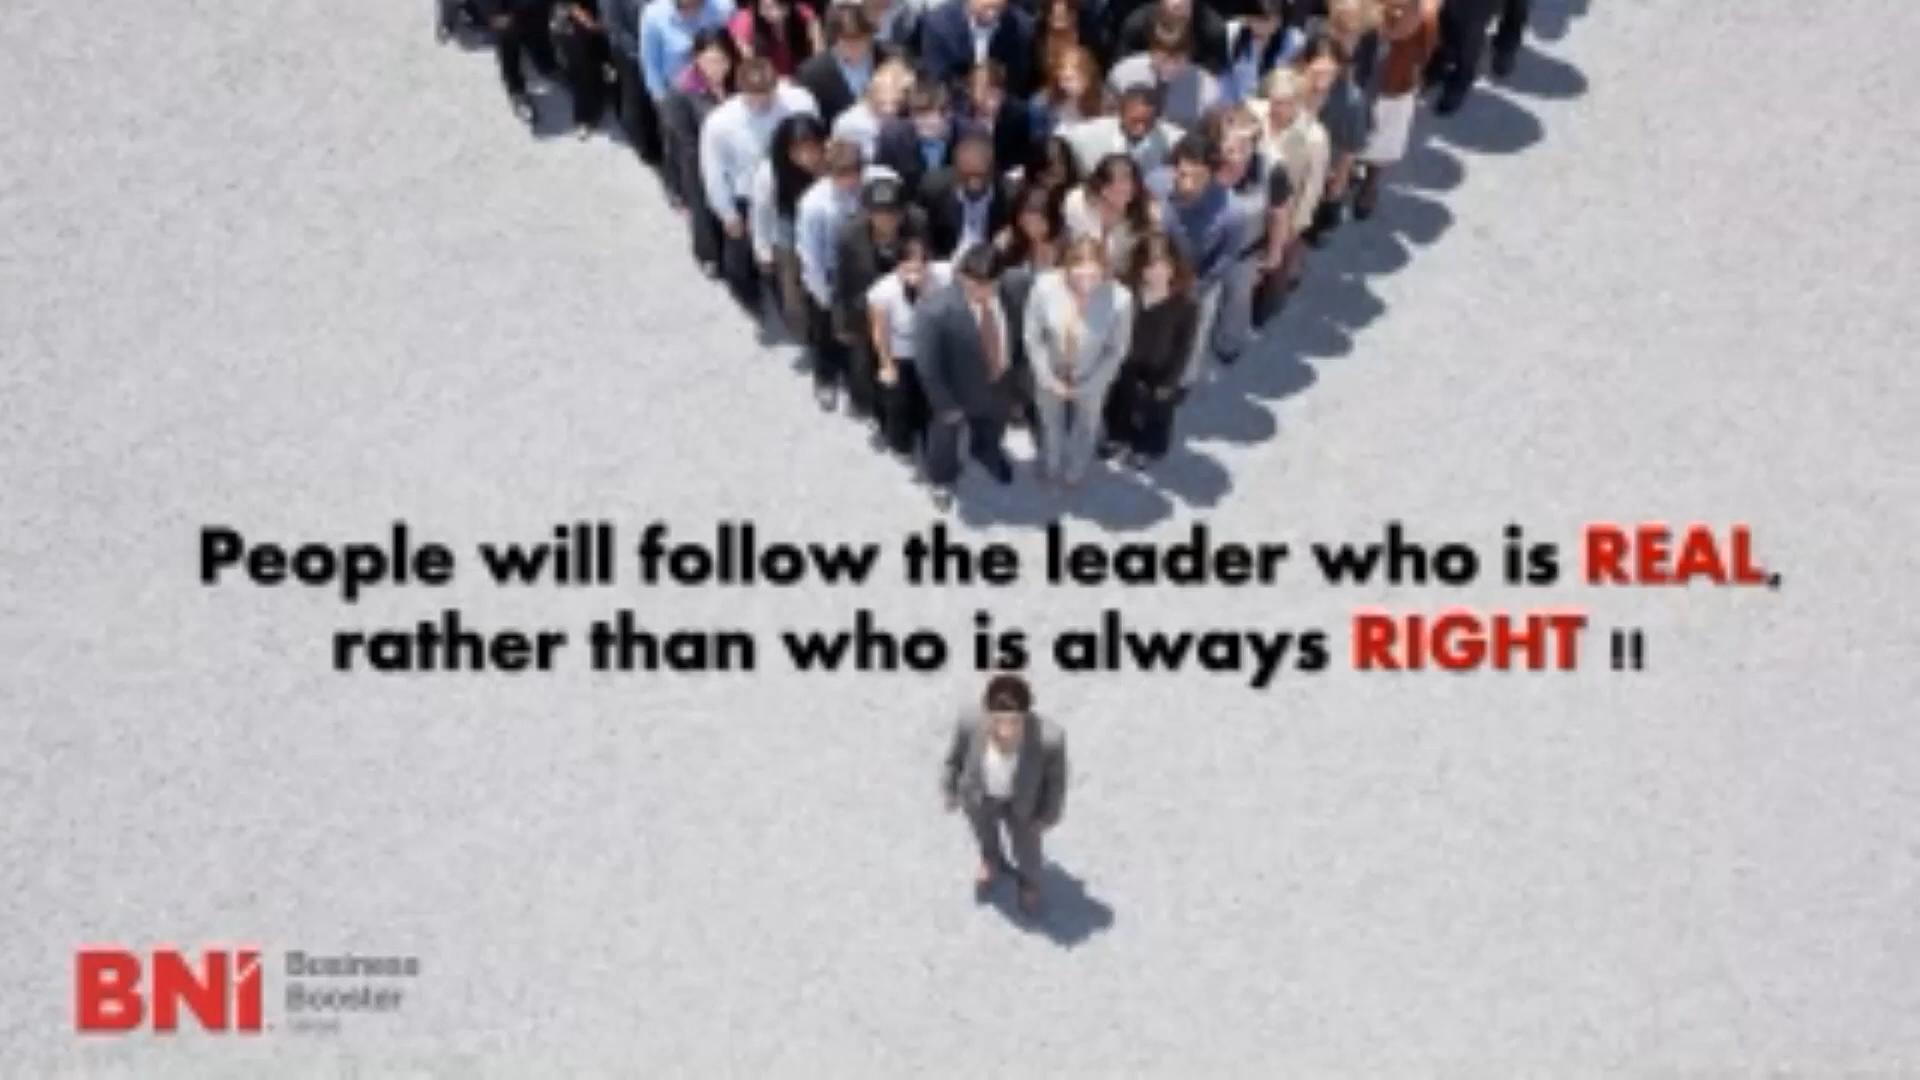 People will follow the leader who is REAL,
rather than who is always RIGHT !!
BNI
Business
Booster